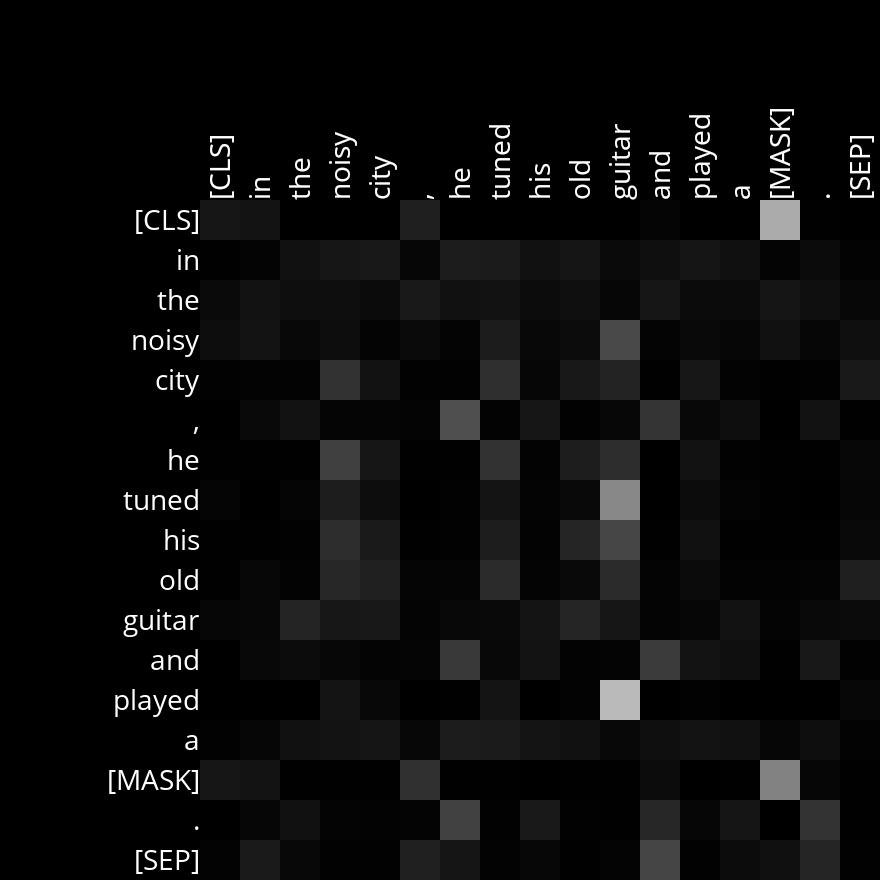 [CLS] in the noisy city , he tuned his old guitar and played a [MASK] . [SEP]
[CLS]
in
the
noisy
city
,
he
tuned
his
old
guitar
and
played
a
[MASK]
.
[SEP]